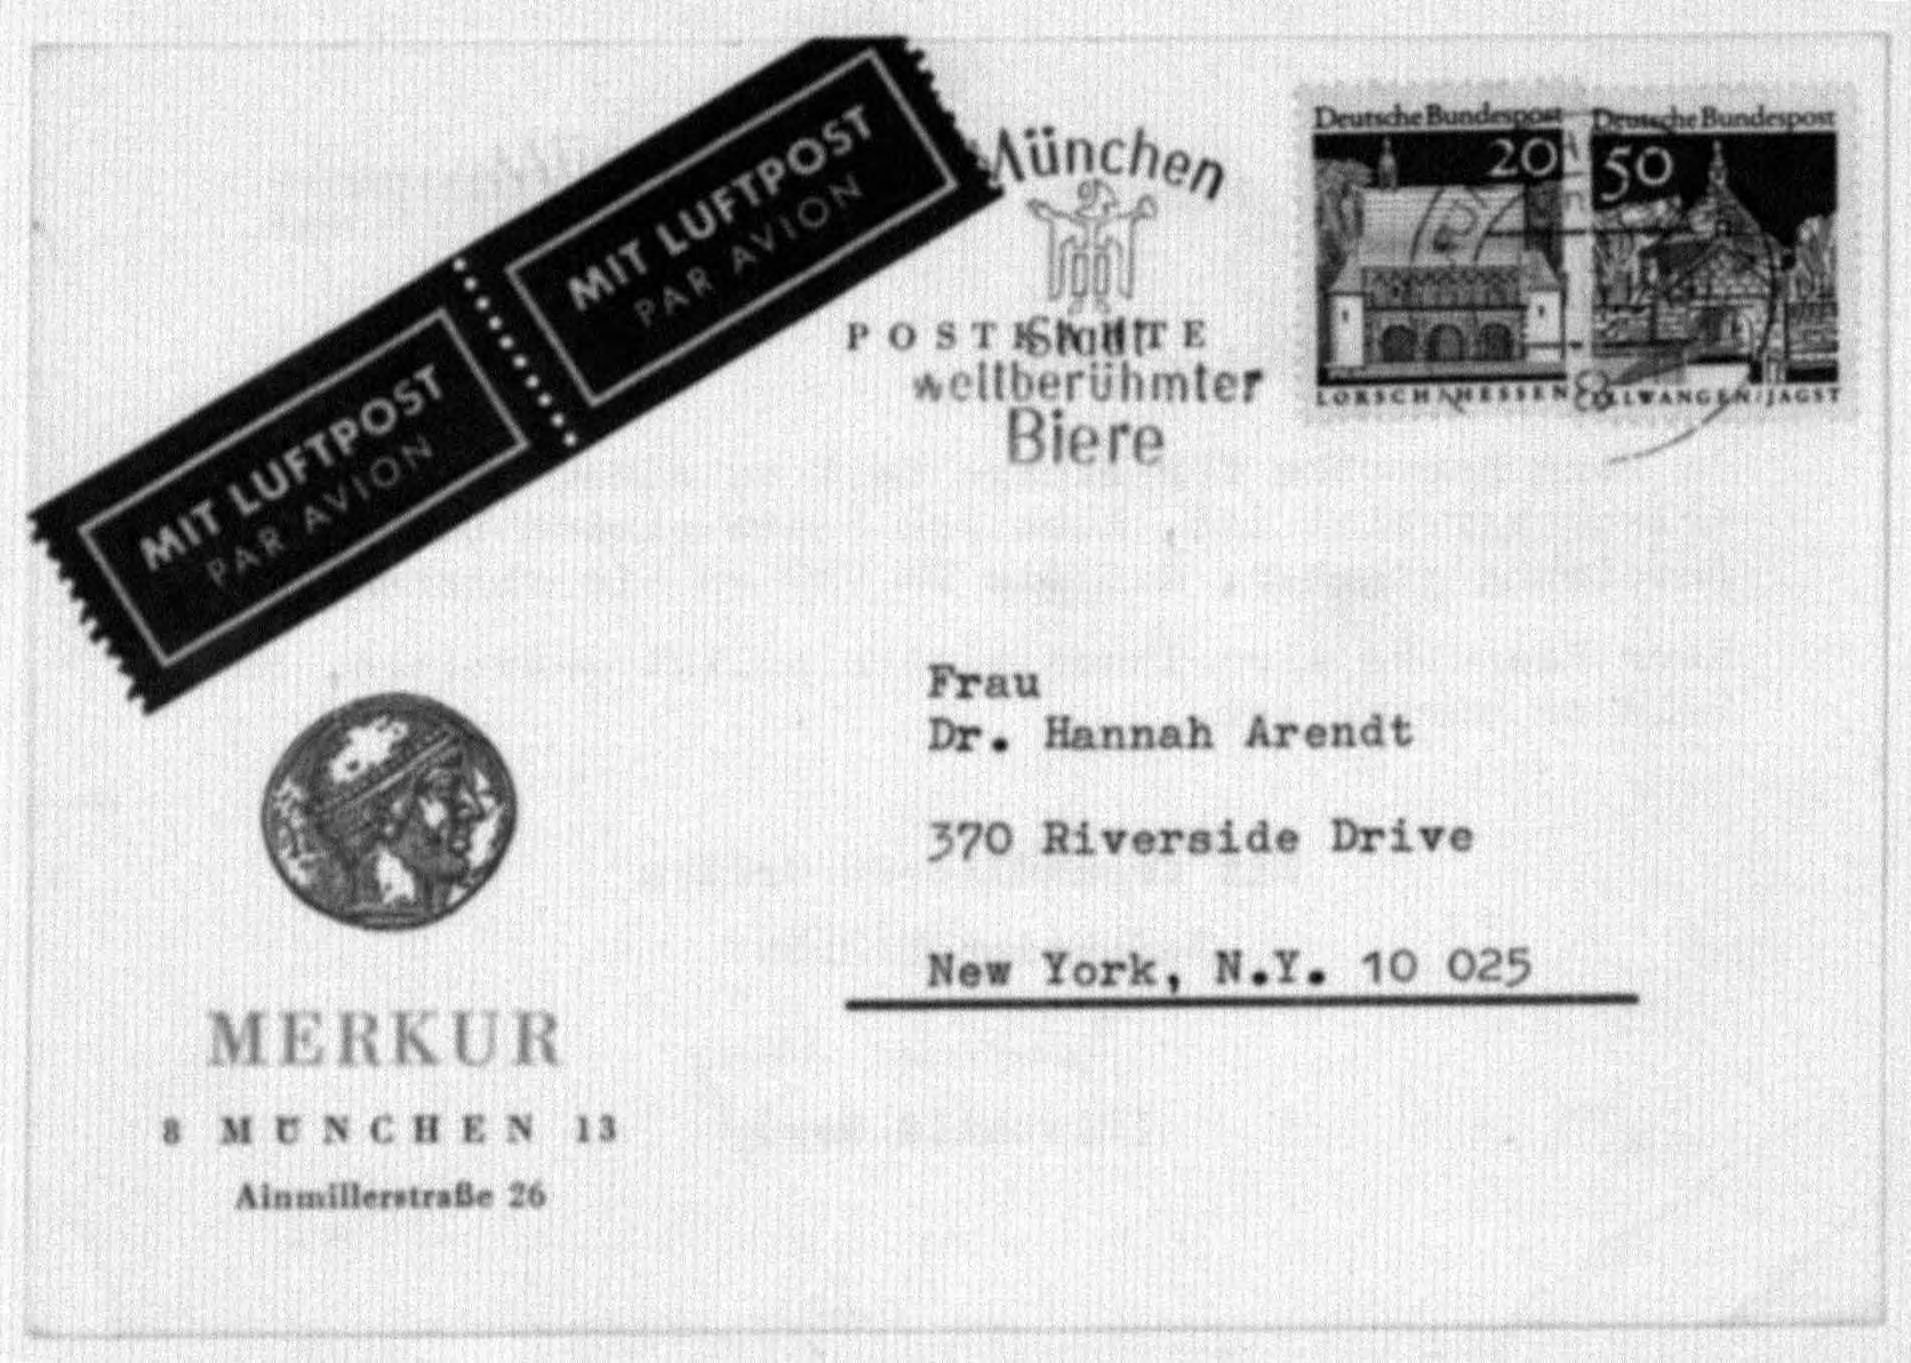 MIT LUFTPOST
PAR AVION
MIT LUFTPOST
PAR AVION
München
POSTKARTE
Stadt
weltberühmter
Biere
Deutsche Bundespost
20
LORSCH/HESSEN
Deutsche Bundespost
50
ELLWANGEN/JAGST
Frau
Dr. Hannah Arendt
370 Riverside Drive
New York, N.Y. 10 025
MERKUR
8 MÜNCHEN 13
Ainmillerstraße 26